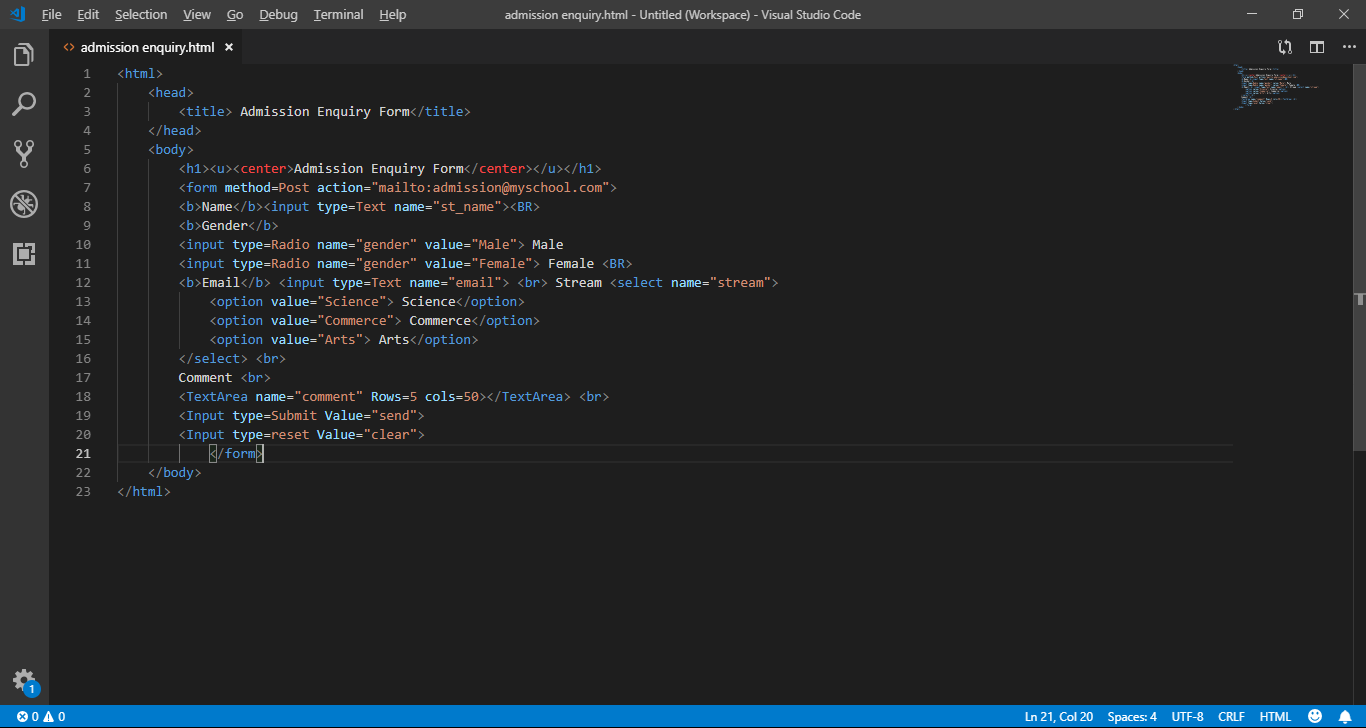 File Edit Selection View Go Debug Terminal Help admission enquiry.html - Untitled (Workspace) - Visual Studio Code
<> admission enquiry.html ×
1 <html>
2 <head>
3 <title> Admission Enquiry Form</title>
4 </head>
5 <body>
6 <h1><u><center>Admission Enquiry Form</center></u></h1>
7 <form method=Post action="mailto:admission@myschool.com">
8 <b>Name</b><input type=Text name="st_name"><BR>
9 <b>Gender</b>
10 <input type=Radio name="gender" value="Male"> Male
11 <input type=Radio name="gender" value="Female"> Female <BR>
12 <b>Email</b> <input type=Text name="email"> <br> Stream <select name="stream">
13 <option value="Science"> Science</option>
14 <option value="Commerce"> Commerce</option>
15 <option value="Arts"> Arts</option>
16 </select> <br>
17 Comment <br>
18 <TextArea name="comment" Rows=5 cols=50></TextArea> <br>
19 <Input type=Submit Value="send">
20 <Input type=reset Value="clear">
21 </form>
22 </body>
23 </html>
1
0 0 Ln 21, Col 20 Spaces: 4 UTF-8 CRLF HTML